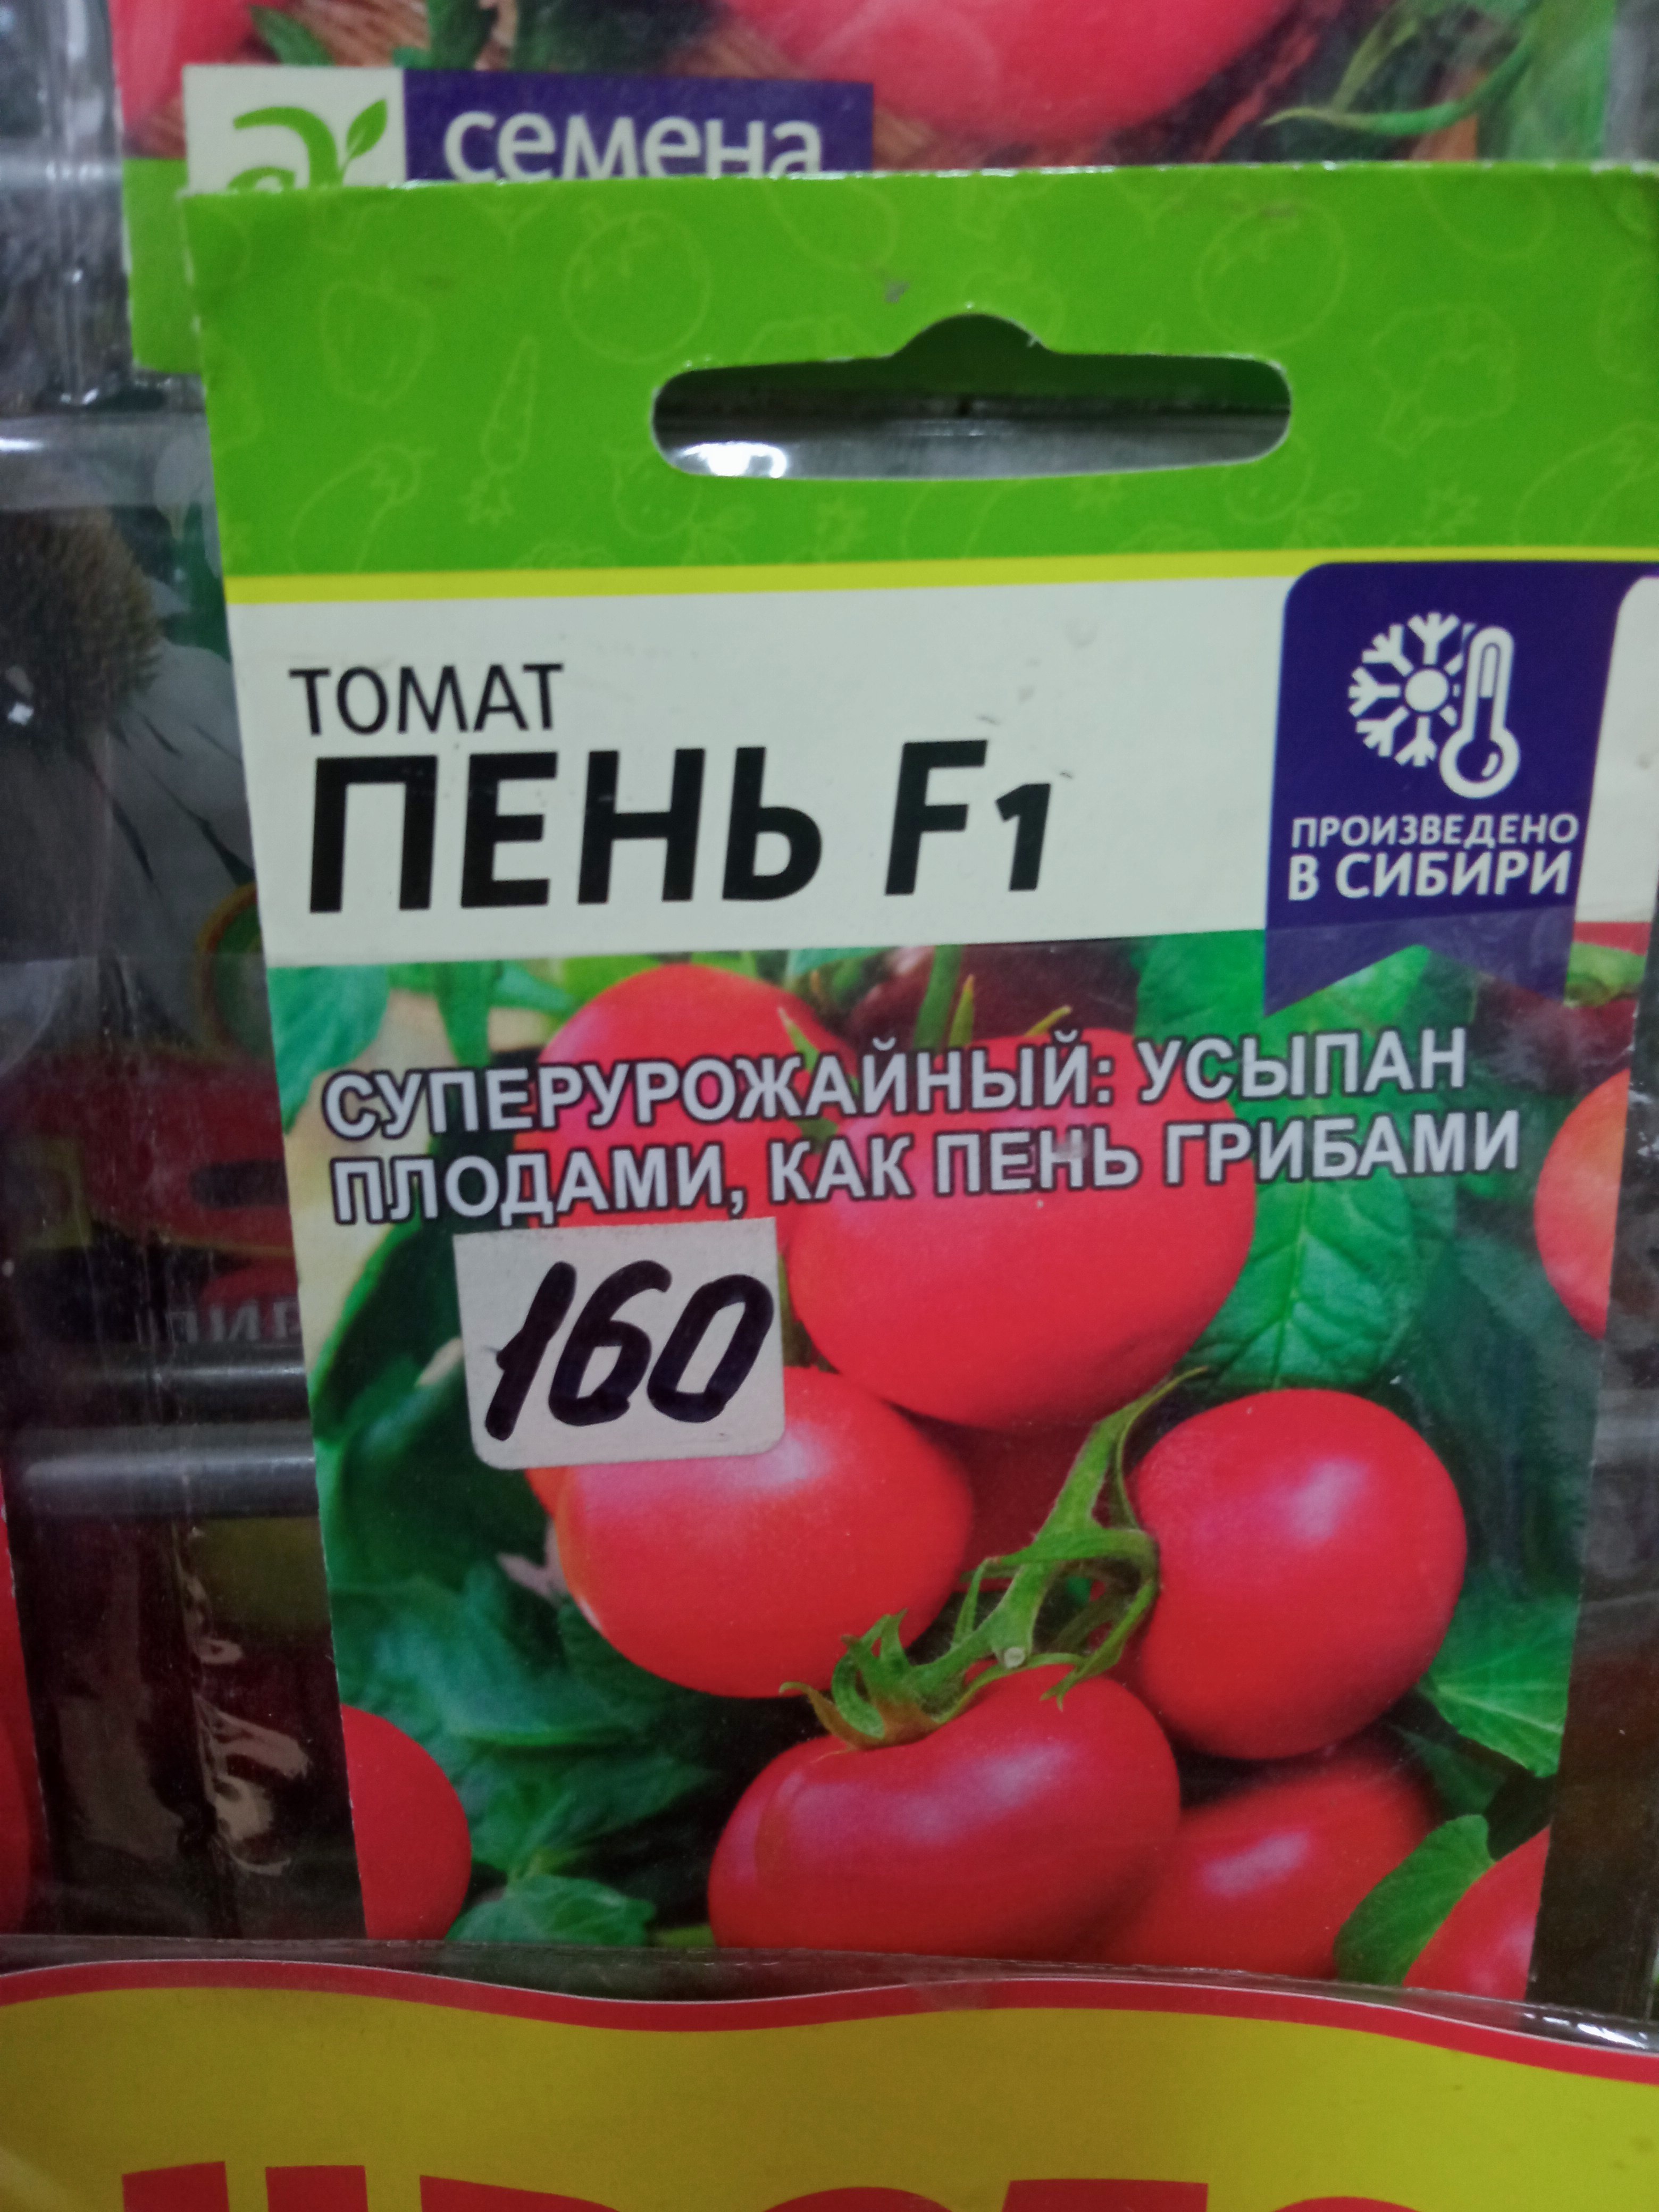 семена
ТОМАТ
ПЕНЬ F1
ПРОИЗВЕДЕНО
В СИБИРИ
СУПЕРУРОЖАЙНЫЙ: УСЫПАН
ПЛОДАМИ, КАК ПЕНЬ ГРИБАМИ
160